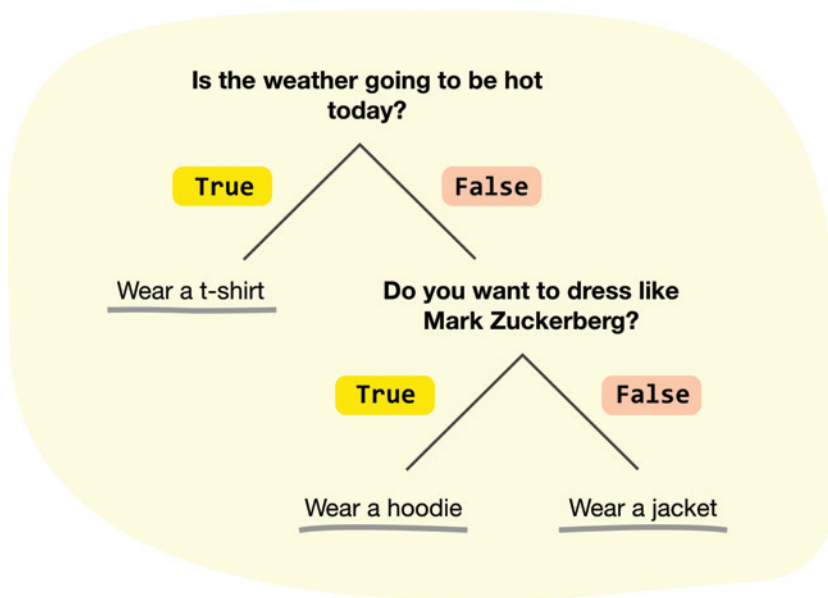 Is the weather going to be hot
today?
True
False
Wear a t-shirt
Do you want to dress like
Mark Zuckerberg?
True
False
Wear a hoodie
Wear a jacket